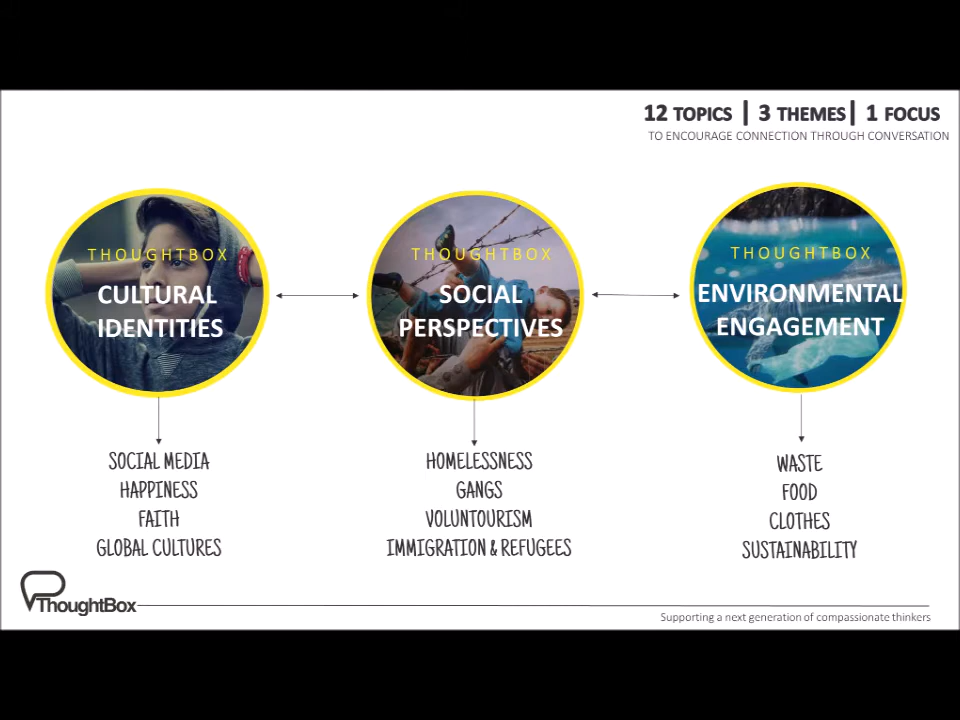 12 TOPICS | 3 THEMES | 1 FOCUS
TO ENCOURAGE CONNECTION THROUGH CONVERSATION
THOUGHTBOX
CULTURAL
IDENTITIES
THOUGHTBOX
SOCIAL
PERSPECTIVES
THOUGHTBOX
ENVIRONMENTAL
ENGAGEMENT
SOCIAL MEDIA
HAPPINESS
FAITH
GLOBAL CULTURES
HOMELESSNESS
GANGS
VOLUNTOURISM
IMMIGRATION & REFUGEES
WASTE
FOOD
CLOTHES
SUSTAINABILITY
ThoughtBox
Supporting a next generation of compassionate thinkers